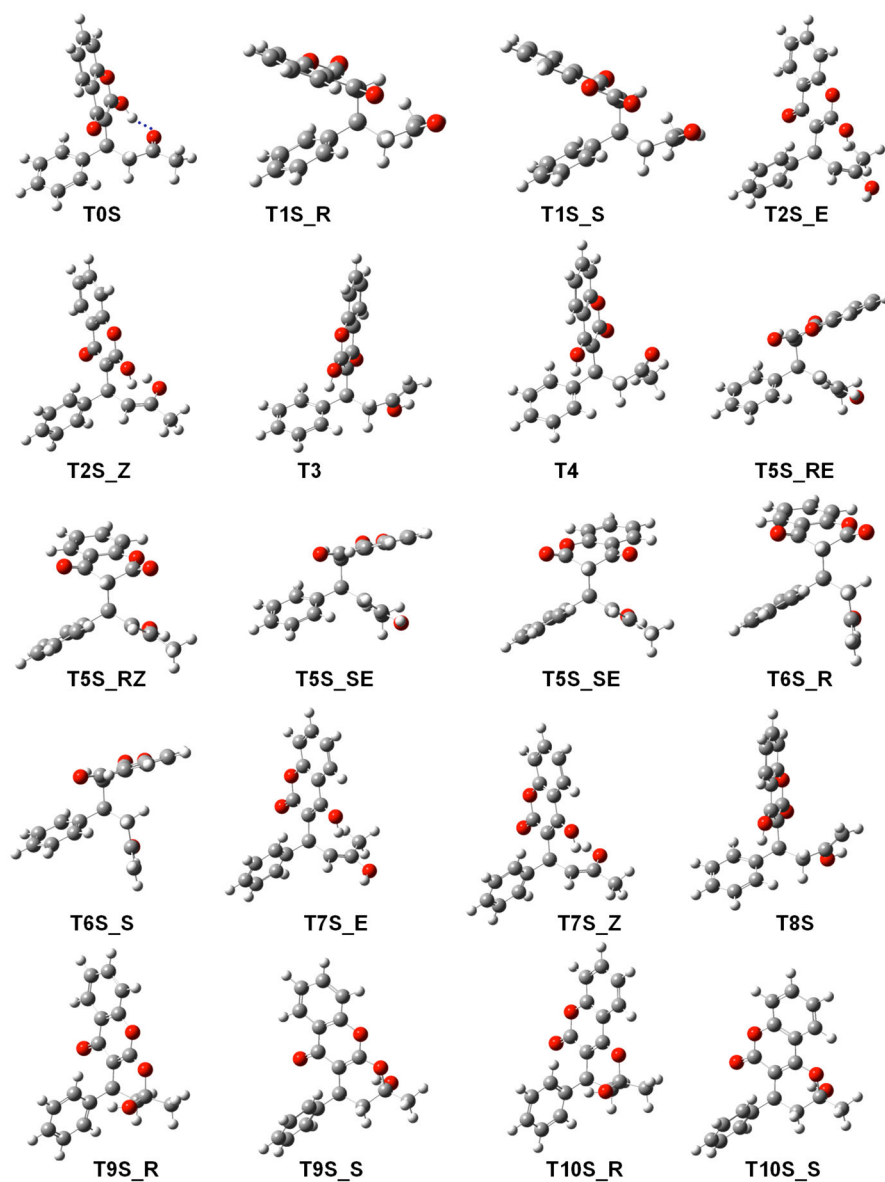 T0S T1S_R T1S_S T2S_E
T2S_Z T3 T4 T5S_RE
T5S_RZ T5S_SE T5S_SE T6S_R
T6S_S T7S_E T7S_Z T8S
T9S_R T9S_S T10S_R T10S_S